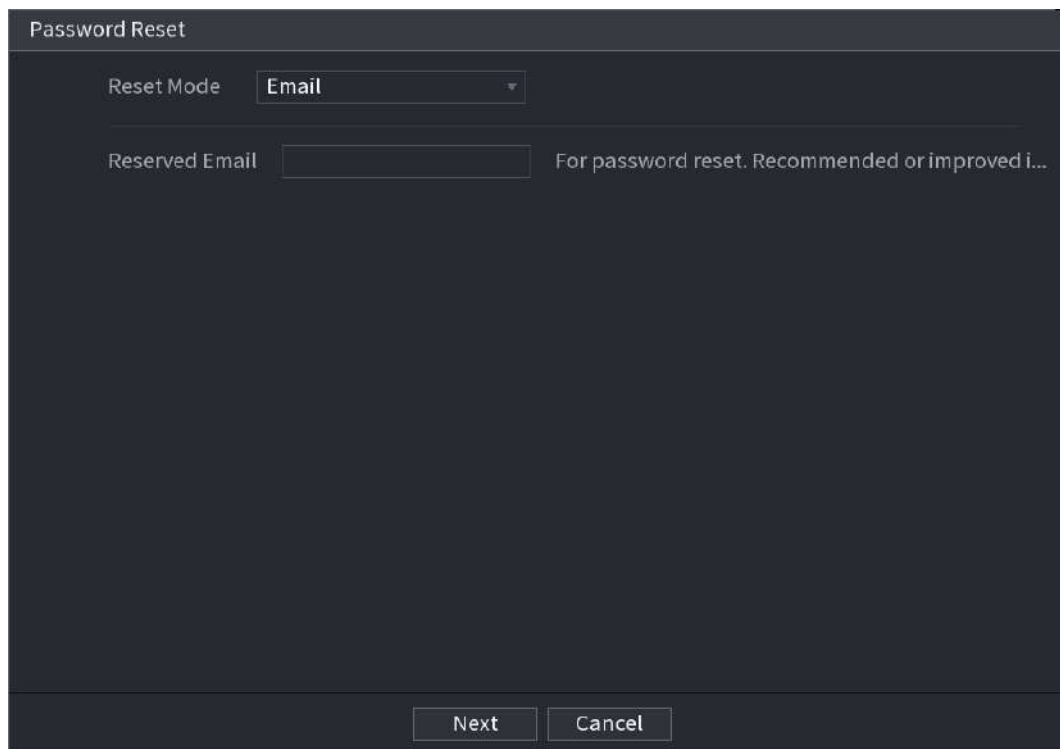 Password Reset
Reset Mode Email
Reserved Email For password reset. Recommended or improved i...
Next Cancel